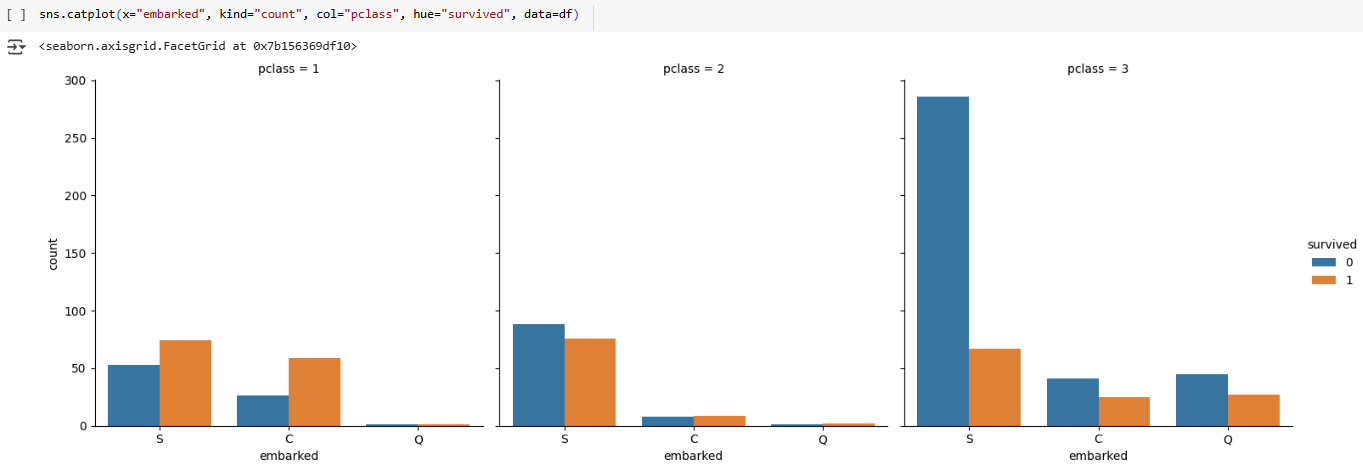 [ ] sns.catplot(x="embarked", kind="count", col="pclass", hue="survived", data=df)
<seaborn.axisgrid.FacetGrid at 0x7b156369df10>
pclass = 1
pclass = 2
pclass = 3
300
250
200
150
100
50
0
count
S C Q
embarked
S C Q
embarked
S C Q
embarked
survived
0
1